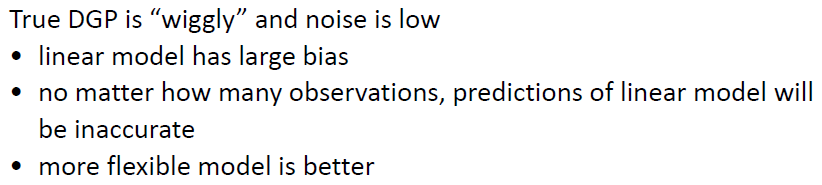 True DGP is “wiggly” and noise is low
• linear model has large bias
• no matter how many observations, predictions of linear model will
be inaccurate
• more flexible model is better